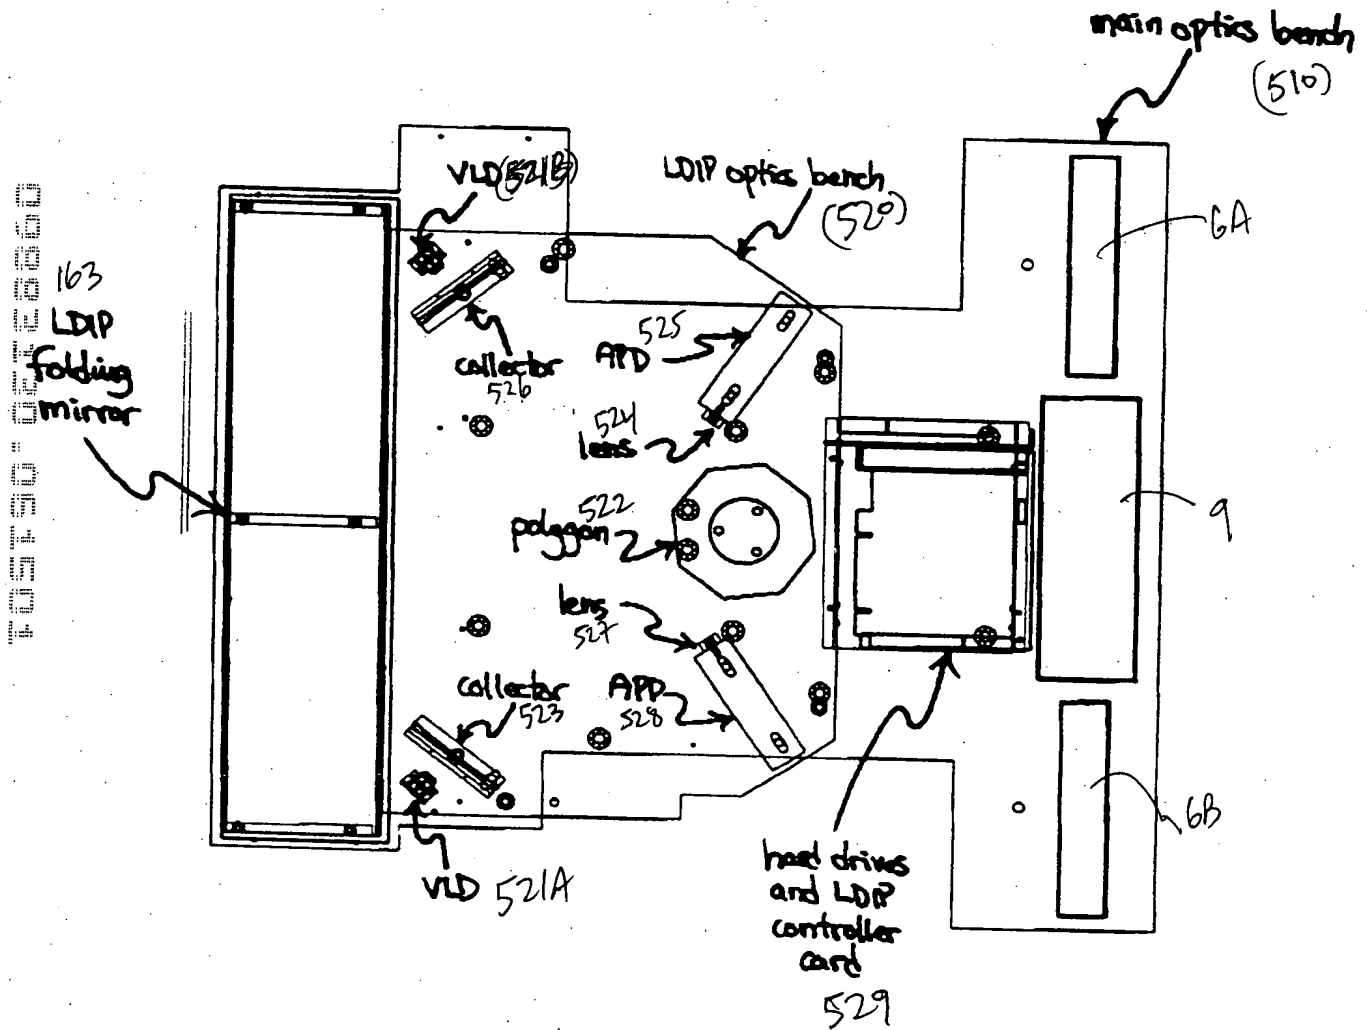 main optics bench
(510)
VLD (521B)
LDIP optics bench
(520)
6A
163
LDIP
folding
mirror
collector
526
525
APD
524
lens
522
polygon
9
lens
527
collector
523
APD
528
6B
VLD 521A
hard drives
and LDIP
controller
card
529